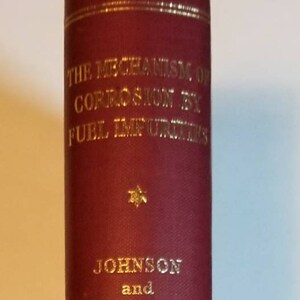 THE MECHANISM OF
CORROSION BY
FUEL IMPURITIES
JOHNSON
and